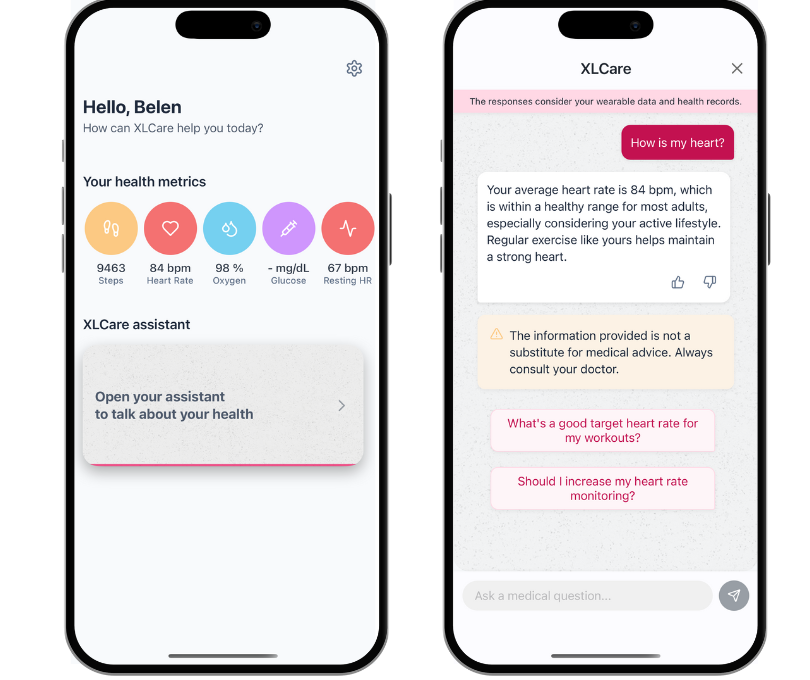 Hello, Belen
How can XLCare help you today?
Your health metrics
9463
Steps
84 bpm
Heart Rate
98 %
Oxygen
- mg/dL
Glucose
67 bpm
Resting HR
XLCare assistant
Open your assistant
to talk about your health
XLCare
The responses consider your wearable data and health records.
How is my heart?
Your average heart rate is 84 bpm, which
is within a healthy range for most adults,
especially considering your active lifestyle.
Regular exercise like yours helps maintain
a strong heart.
The information provided is not a
substitute for medical advice. Always
consult your doctor.
What's a good target heart rate for
my workouts?
Should I increase my heart rate
monitoring?
Ask a medical question...